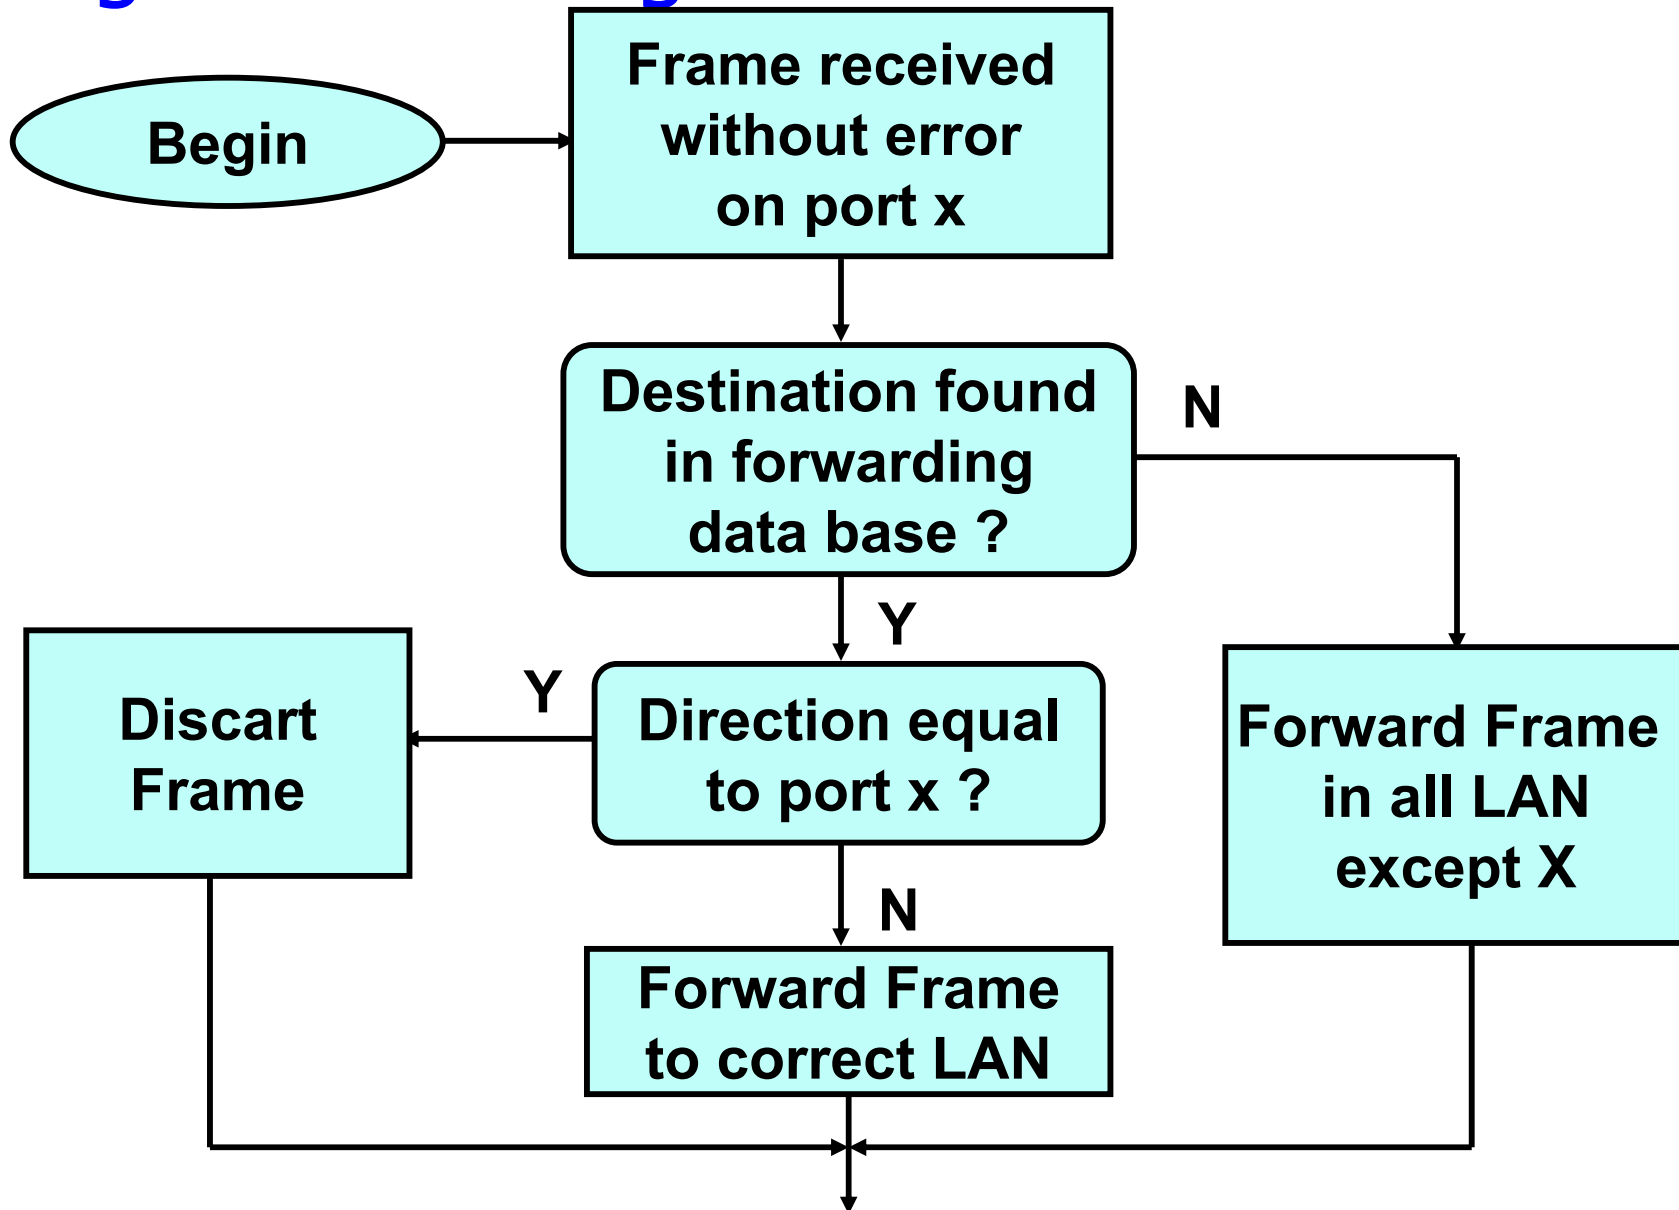 Begin
Frame received
without error
on port x
Destination found
in forwarding
data base ?
N
Y
Direction equal
to port x ?
Y
Discart
Frame
N
Forward Frame
in all LAN
except X
Forward Frame
to correct LAN